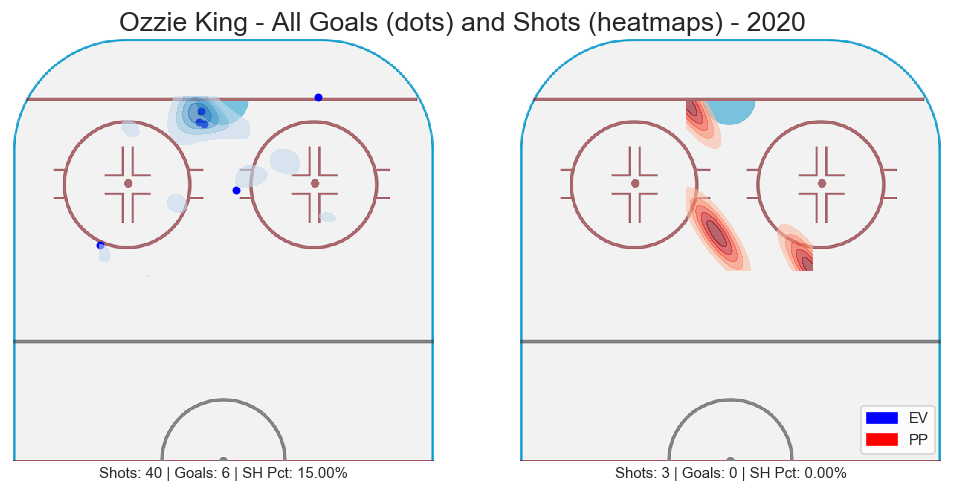 Ozzie King - All Goals (dots) and Shots (heatmaps) - 2020
EV
PP
Shots: 40 | Goals: 6 | SH Pct: 15.00%
Shots: 3 | Goals: 0 | SH Pct: 0.00%